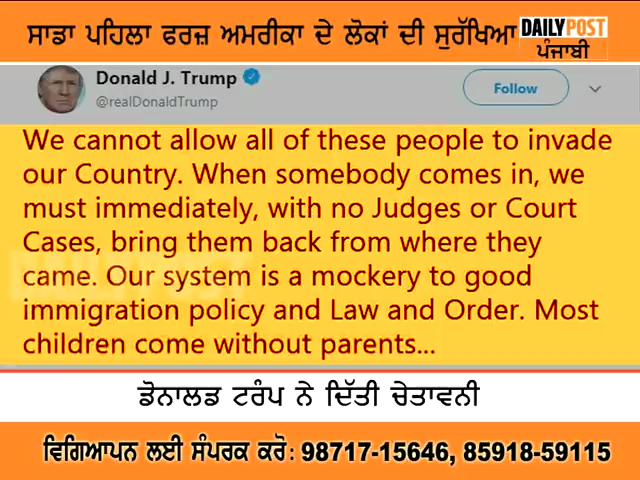 ਸਾਡਾ ਪਹਿਲਾ ਫਰਜ਼ ਅਮਰੀਕਾ ਦੇ ਲੋਕਾਂ ਦੀ ਸੁਰੱਖਿਆ
DAILYPOST
ਪੰਜਾਬੀ
Donald J. Trump
@realDonaldTrump
Follow
We cannot allow all of these people to invade
our Country. When somebody comes in, we
must immediately, with no Judges or Court
Cases, bring them back from where they
came. Our system is a mockery to good
immigration policy and Law and Order. Most
children come without parents...
DAILYPOST
ਡੋਨਾਲਡ ਟਰੰਪ ਨੇ ਦਿੱਤੀ ਚੇਤਾਵਨੀ
ਵਿਗਿਆਪਨ ਲਈ ਸੰਪਰਕ ਕਰੋ: 98717-15646, 85918-59115